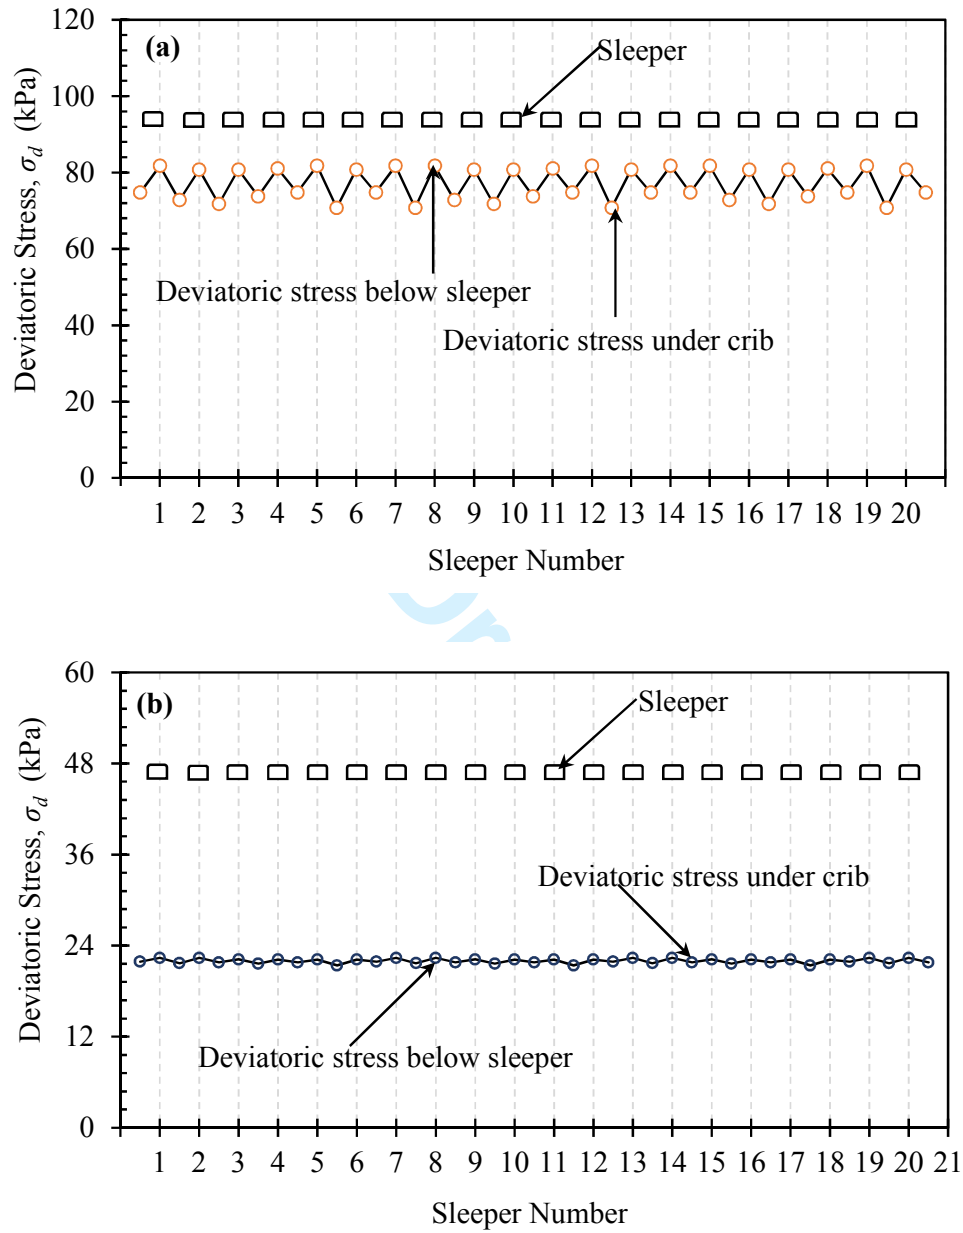 120
(a)
Sleeper
100
80
60
Deviatoric stress below sleeper
Deviatoric stress under crib
40
20
0
Deviatoric Stress, σd (kPa)
1 2 3 4 5 6 7 8 9 10 11 12 13 14 15 16 17 18 19 20
Sleeper Number
60
(b)
Sleeper
48
36
Deviatoric stress under crib
24
12
Deviatoric stress below sleeper
0
Deviatoric Stress, σd (kPa)
1 2 3 4 5 6 7 8 9 10 11 12 13 14 15 16 17 18 19 20 21
Sleeper Number